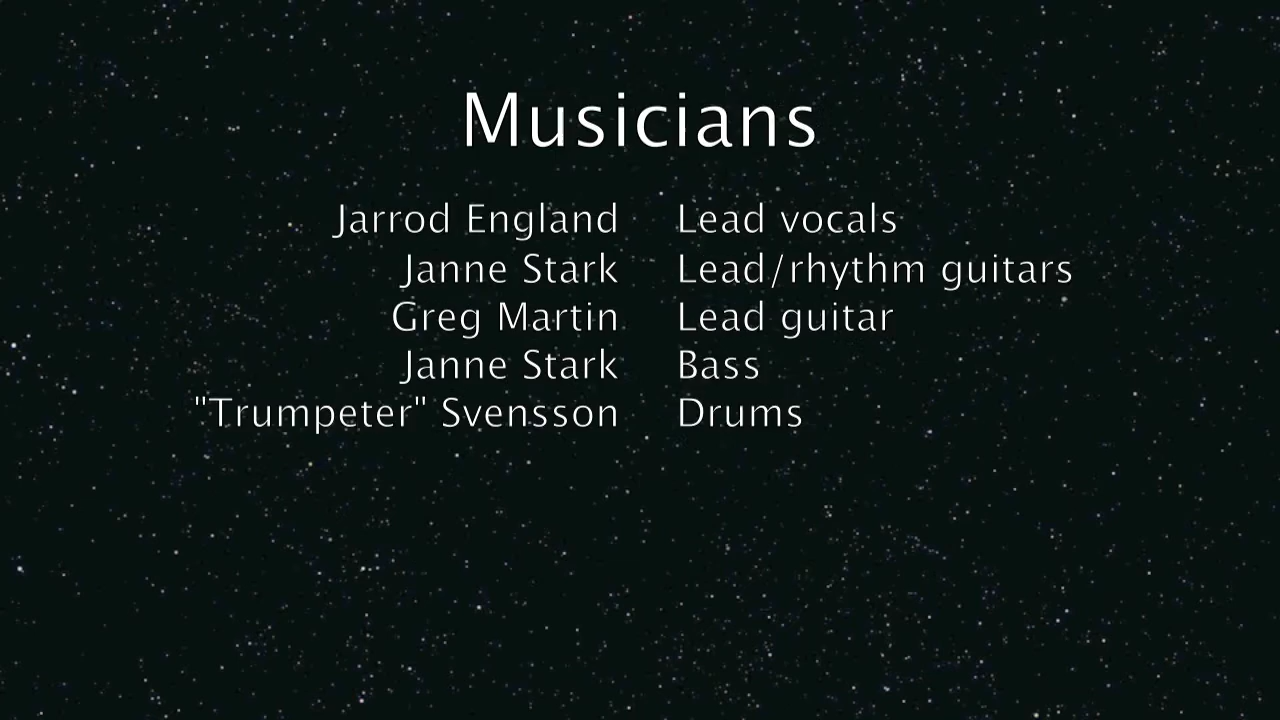 Musicians
Jarrod England Lead vocals
Janne Stark Lead/rhythm guitars
Greg Martin Lead guitar
Janne Stark Bass
"Trumpeter" Svensson Drums